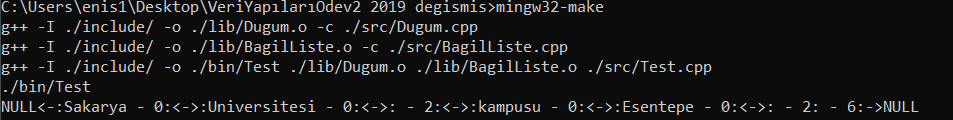 C:\Users\enis1\Desktop\VeriYapılarıOdev2 2019 degismis>mingw32-make
g++ -I ./include/ -o ./lib/Dugum.o -c ./src/Dugum.cpp
g++ -I ./include/ -o ./lib/BagilListe.o -c ./src/BagilListe.cpp
g++ -I ./include/ -o ./bin/Test ./lib/Dugum.o ./lib/BagilListe.o ./src/Test.cpp
./bin/Test
NULL<-:Sakarya - 0:<->:Universitesi - 0:<->: - 2:<->:kampusu - 0:<->:Esentepe - 0:<->: - 2: - 6:->NULL